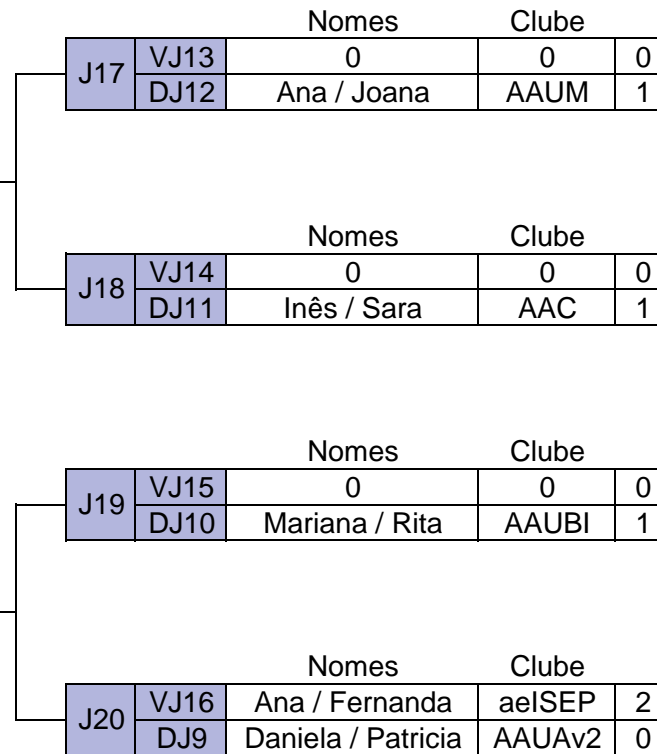 Nomes Clube
J17 VJ13 0 0 0
DJ12 Ana / Joana AAUM 1
Nomes Clube
J18 VJ14 0 0 0
DJ11 Inês / Sara AAC 1
Nomes Clube
J19 VJ15 0 0 0
DJ10 Mariana / Rita AAUBI 1
Nomes Clube
J20 VJ16 Ana / Fernanda aeISEP 2
DJ9 Daniela / Patricia AAUAv2 0